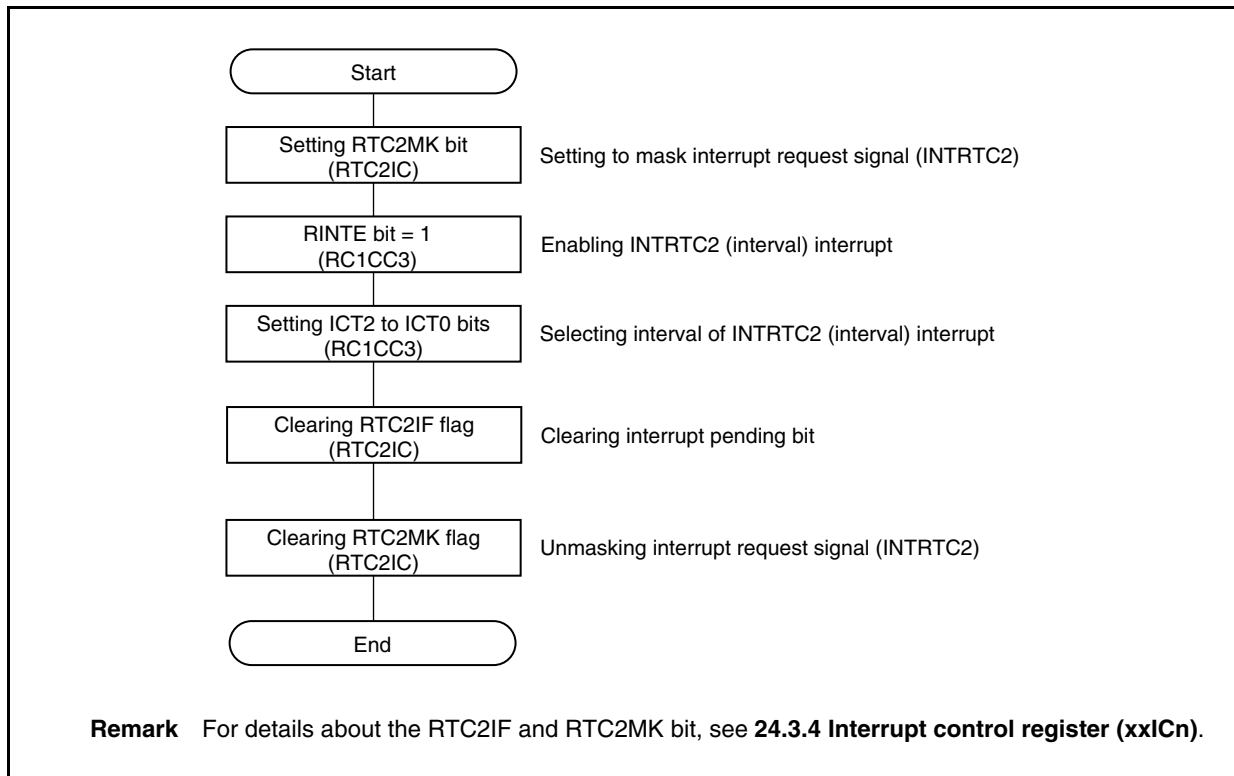 Start
Setting RTC2MK bit
(RTC2IC)
Setting to mask interrupt request signal (INTRTC2)
RINTE bit = 1
(RC1CC3)
Enabling INTRTC2 (interval) interrupt
Setting ICT2 to ICT0 bits
(RC1CC3)
Selecting interval of INTRTC2 (interval) interrupt
Clearing RTC2IF flag
(RTC2IC)
Clearing interrupt pending bit
Clearing RTC2MK flag
(RTC2IC)
Unmasking interrupt request signal (INTRTC2)
End
Remark For details about the RTC2IF and RTC2MK bit, see 24.3.4 Interrupt control register (xxICn).